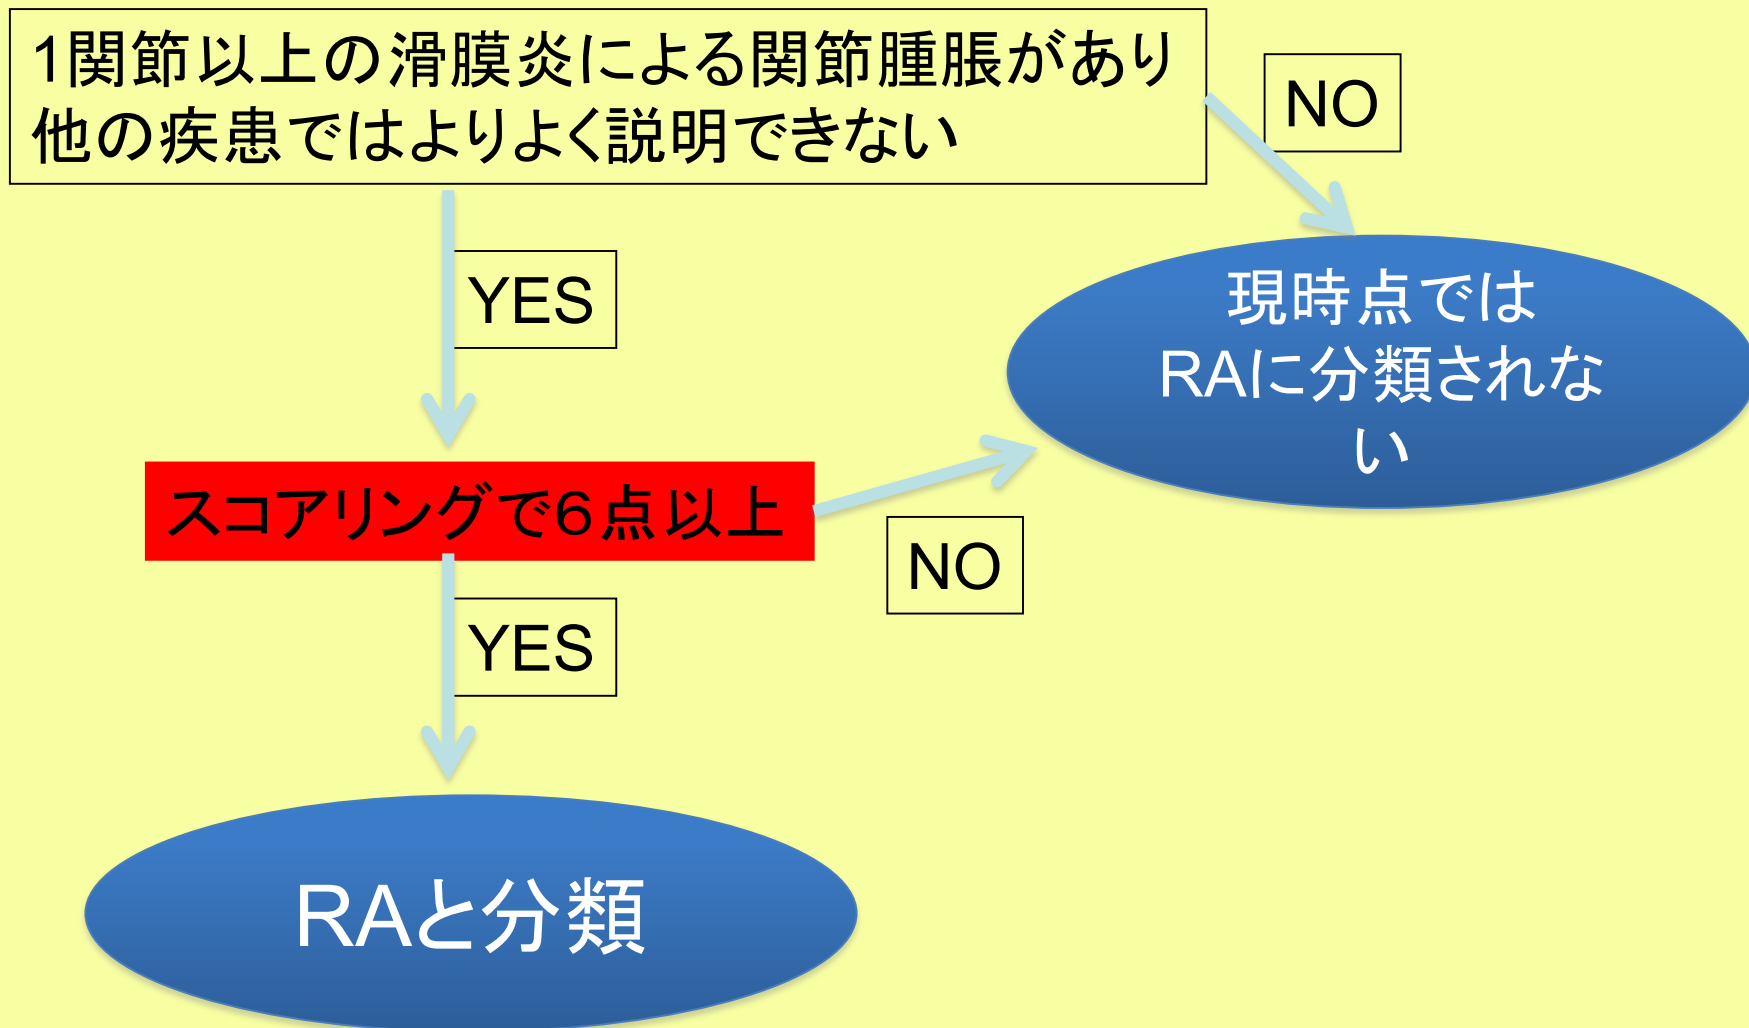 1関節以上の滑膜炎による関節腫脹があり
他の疾患ではよりよく説明できない
NO
YES
現時点では
RAに分類されな
い
スコアリングで６点以上
NO
YES
RAと分類